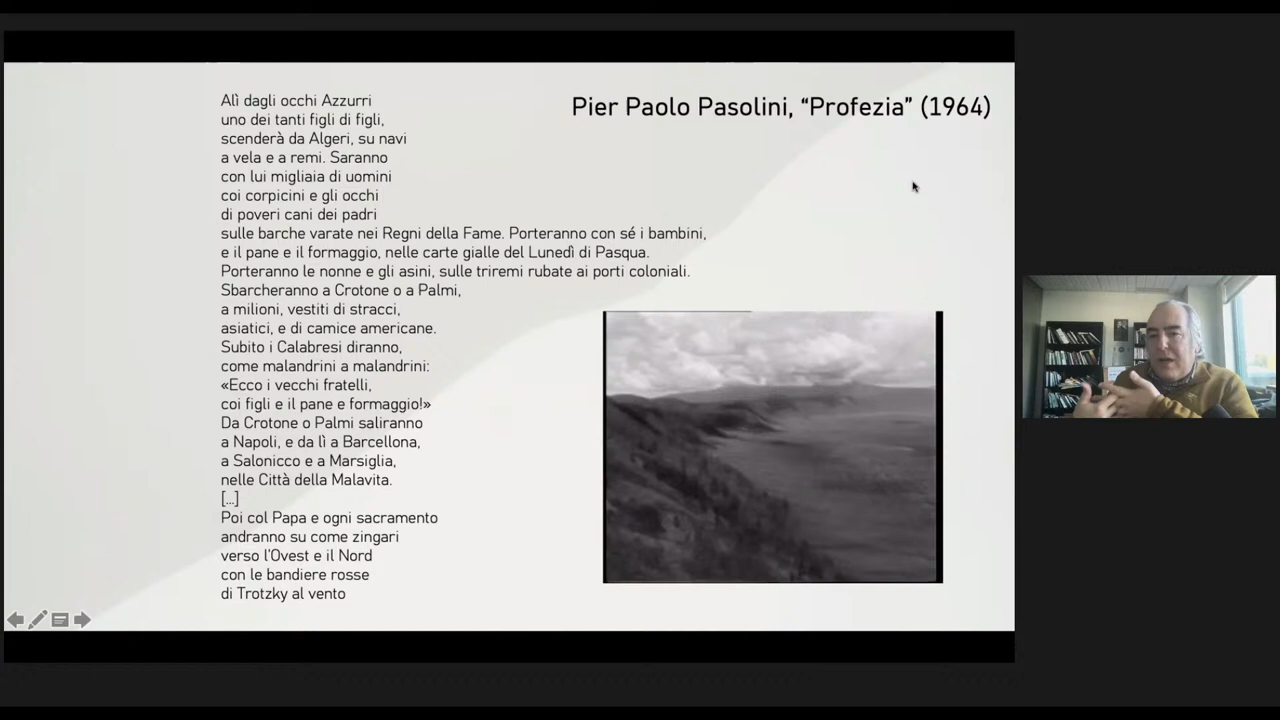 Pier Paolo Pasolini, “Profezia” (1964)
Alì dagli occhi Azzurri
uno dei tanti figli di figli,
scenderà da Algeri, su navi
a vela e a remi. Saranno
con lui migliaia di uomini
coi corpicini e gli occhi
di poveri cani dei padri
sulle barche varate nei Regni della Fame. Porteranno con sé i bambini,
e il pane e il formaggio, nelle carte gialle del Lunedì di Pasqua.
Porteranno le nonne e gli asini, sulle triremi rubate ai porti coloniali.
Sbarcheranno a Crotone o a Palmi,
a milioni, vestiti di stracci,
asiatici, e di camice americane.
Subito i Calabresi diranno,
come malandrini a malandrini:
«Ecco i vecchi fratelli,
coi figli e il pane e formaggio!»
Da Crotone o Palmi saliranno
a Napoli, e da lì a Barcellona,
a Salonicco e a Marsiglia,
nelle Città della Malavita.
[...]
Poi col Papa e ogni sacramento
andranno su come zingari
verso l'Ovest e il Nord
con le bandiere rosse
di Trotzky al vento